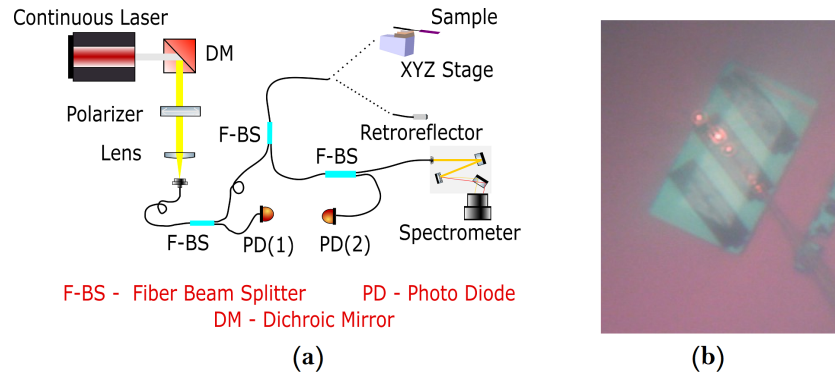 Continuous Laser
DM
Polarizer
Lens
F-BS
PD(1)
F-BS
F-BS
PD(2)
Sample
XYZ Stage
Retroreflector
Spectrometer
F-BS - Fiber Beam Splitter
PD - Photo Diode
DM - Dichroic Mirror
(a)
(b)